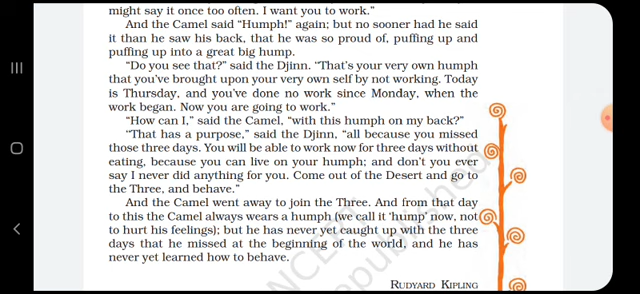 might say it once too often. I want you to work.”
And the Camel said “Humph!” again; but no sooner had he said
it than he saw his back, that he was so proud of, puffing up and
puffing up into a great big hump.
“Do you see that?” said the Djinn. “That’s your very own humph
that you’ve brought upon your very own self by not working. Today
is Thursday, and you’ve done no work since Monday, when the
work began. Now you are going to work.”
“How can I,” said the Camel, “with this humph on my back?”
“That has a purpose,” said the Djinn, “all because you missed
those three days. You will be able to work now for three days without
eating, because you can live on your humph; and don’t you ever
say I never did anything for you. Come out of the Desert and go to
the Three, and behave.”
And the Camel went away to join the Three. And from that day
to this the Camel always wears a humph (we call it ‘hump’ now, not
to hurt his feelings); but he has never yet caught up with the three
days that he missed at the beginning of the world, and he has
never yet learned how to behave.
RUDYARD KIPLING